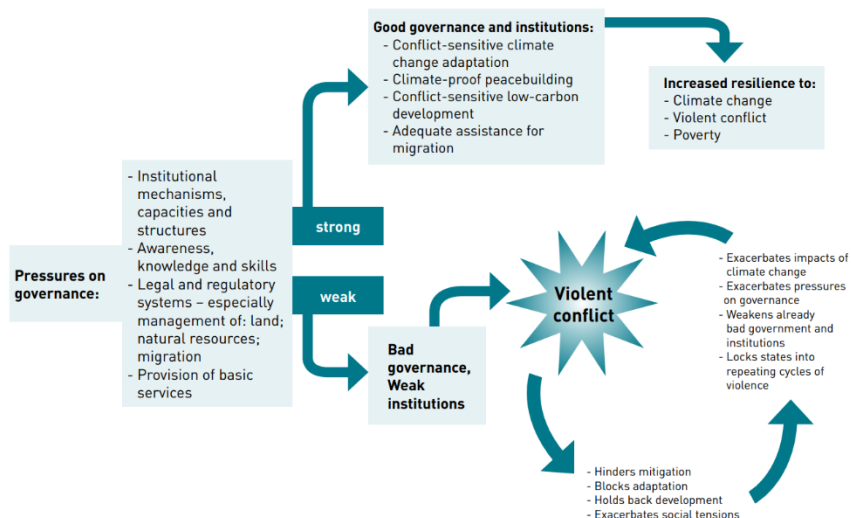 Pressures on
governance:
- Institutional
mechanisms,
capacities and
structures
- Awareness,
knowledge and skills
- Legal and regulatory
systems – especially
management of: land;
natural resources;
migration
- Provision of basic
services
strong
weak
Good governance and institutions:
- Conflict-sensitive climate
change adaptation
- Climate-proof peacebuilding
- Conflict-sensitive low-carbon
development
- Adequate assistance for
migration
Increased resilience to:
- Climate change
- Violent conflict
- Poverty
Bad
governance,
Weak
institutions
Violent
conflict
- Hinders mitigation
- Blocks adaptation
- Holds back development
- Exacerbates social tensions
- Exacerbates impacts of
climate change
- Exacerbates pressures
on governance
- Weakens already
bad government and
institutions
- Locks states into
repeating cycles of
violence